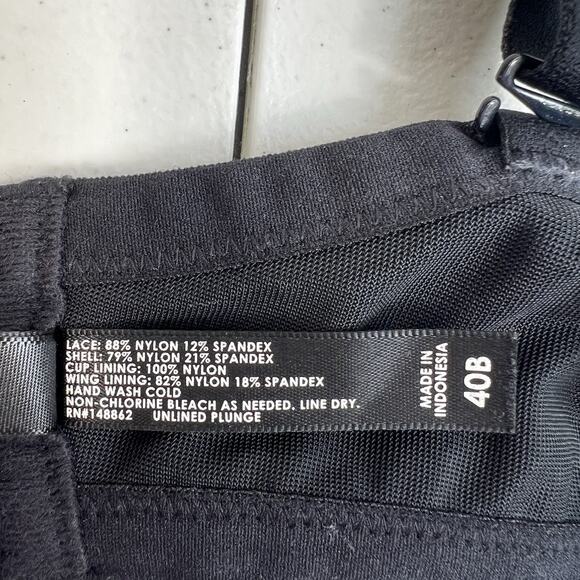 LACE: 88% NYLON 12% SPANDEX
SHELL: 79% NYLON 21% SPANDEX
CUP LINING: 100% NYLON
WING LINING: 82% NYLON 18% SPANDEX
HAND WASH COLD
NON-CHLORINE BLEACH AS NEEDED. LINE DRY.
RN#148862 UNLINED PLUNGE
MADE IN
INDONESIA
40B